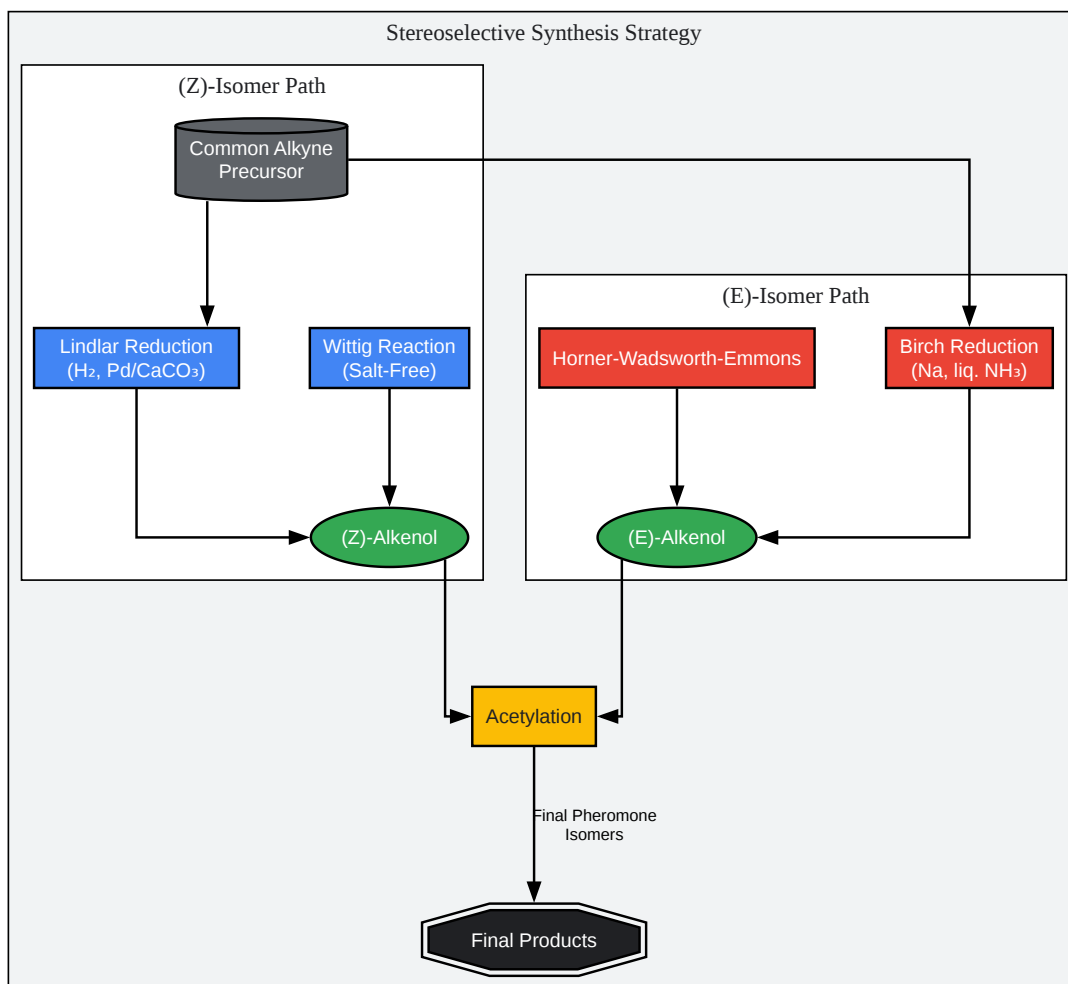 Stereoselective Synthesis Strategy
(Z)-Isomer Path
Common Alkyne
Precursor
(E)-Isomer Path
Lindlar Reduction
(H₂, Pd/CaCO₃)
Wittig Reaction
(Salt-Free)
Horner-Wadsworth-Emmons
Birch Reduction
(Na, liq. NH₃)
(Z)-Alkenol
(E)-Alkenol
Acetylation
Final Pheromone
Isomers
Final Products